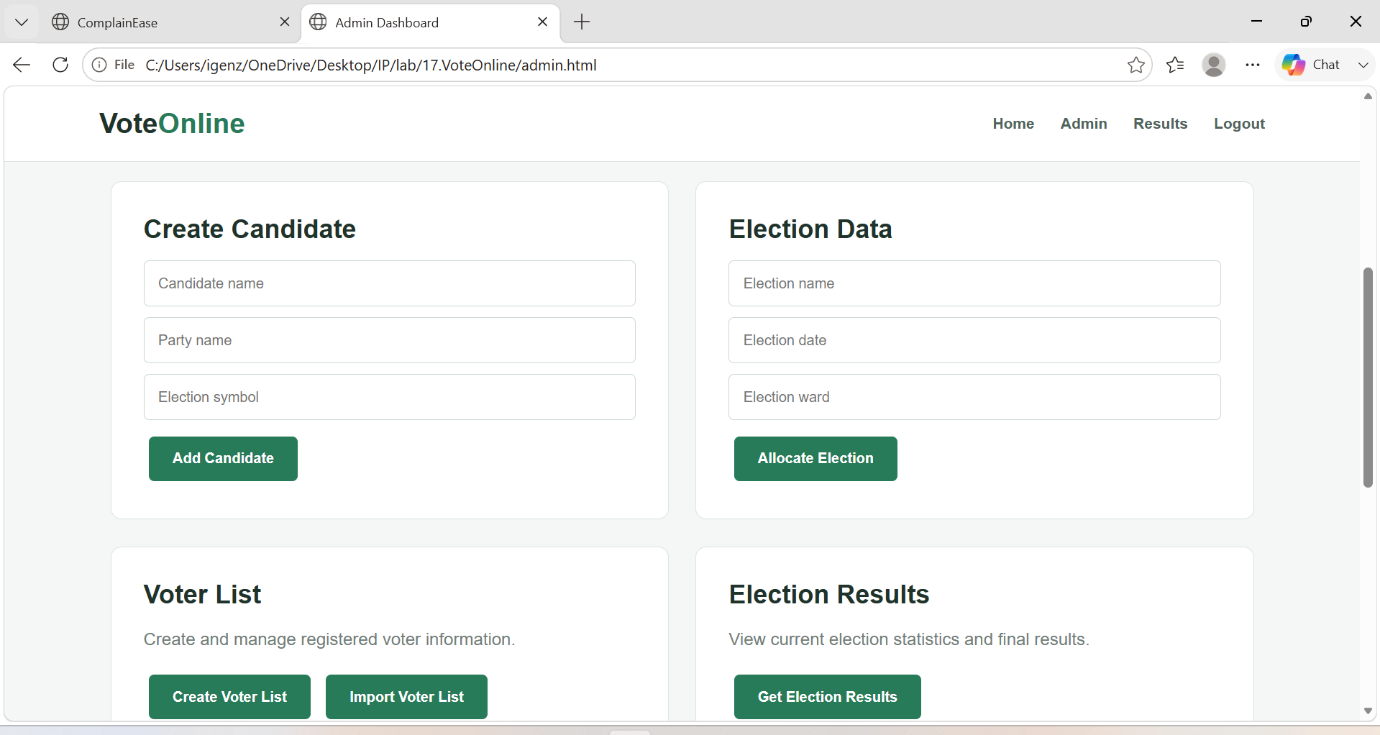 ComplainEase
Admin Dashboard
File C:/Users/igenz/OneDrive/Desktop/IP/lab/17.VoteOnline/admin.html
Chat
VoteOnline
Home Admin Results Logout
Create Candidate
Candidate name
Party name
Election symbol
Add Candidate
Election Data
Election name
Election date
Election ward
Allocate Election
Voter List
Create and manage registered voter information.
Create Voter List Import Voter List
Election Results
View current election statistics and final results.
Get Election Results